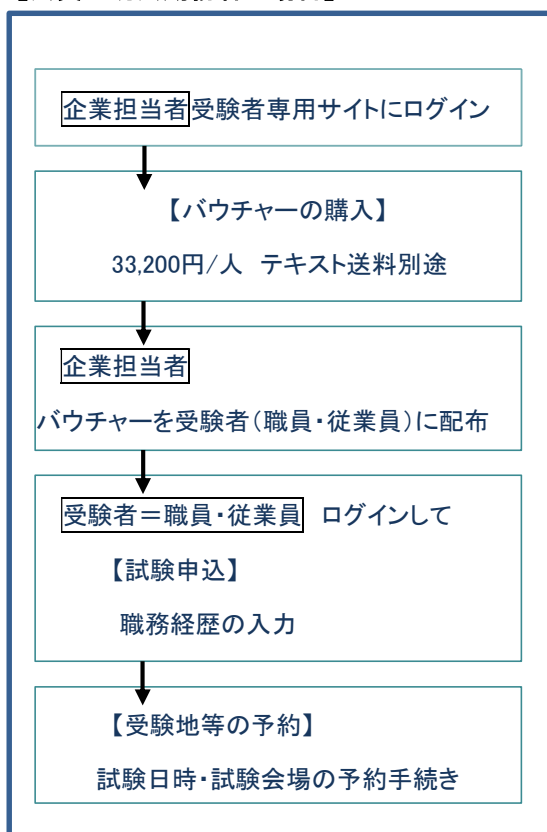 企業担当者受験者専用サイトにログイン
【バウチャーの購入】
33,200円/人 テキスト送料別途
企業担当者
バウチャーを受験者(職員・従業員)に配布
受験者=職員・従業員 ログインして
【試験申込】
職務経歴の入力
【受験地等の予約】
試験日時・試験会場の予約手続き